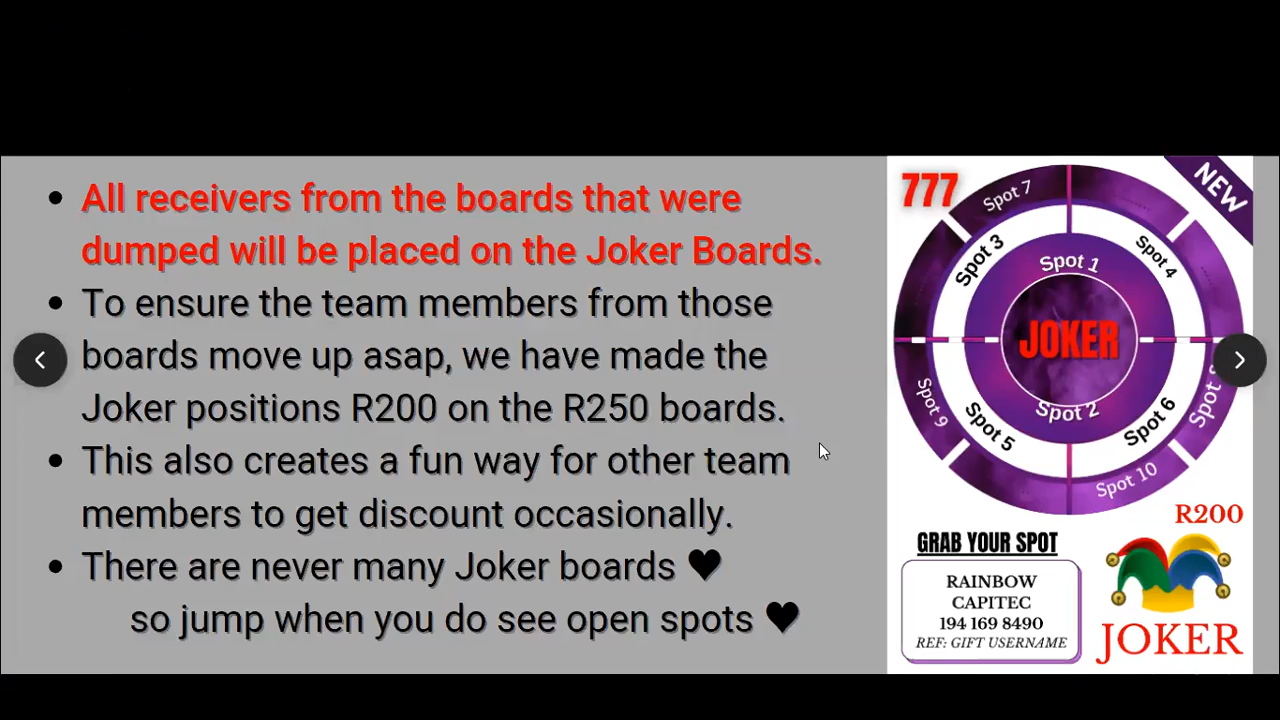 All receivers from the boards that were
dumped will be placed on the Joker Boards.
To ensure the team members from those
boards move up asap, we have made the
Joker positions R200 on the R250 boards.
This also creates a fun way for other team
members to get discount occasionally.
There are never many Joker boards ♥
so jump when you do see open spots ♥
777
NEW
Spot 7
Spot 3
Spot 4
Spot 1
JOKER
Spot 2
Spot 9
Spot 5
Spot 6
Spot
Spot 10
R200
GRAB YOUR SPOT
RAINBOW
CAPITEC
194 169 8490
REF: GIFT USERNAME
JOKER